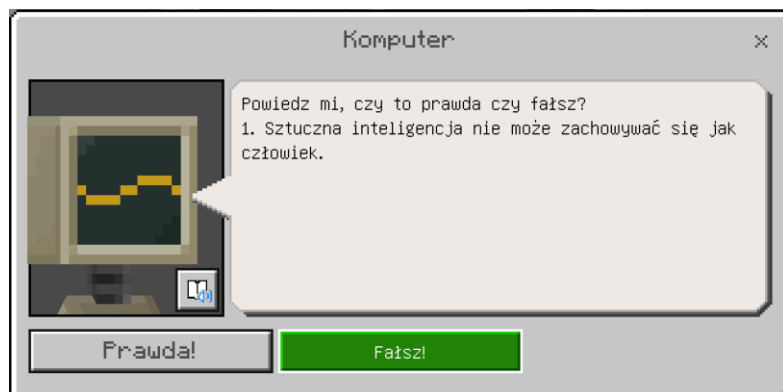 Komputer
x
Powiedz mi, czy to prawda czy fałsz?
1. Sztuczna inteligencja nie może zachowywać się jak
człowiek.
Prawda!
Fałsz!